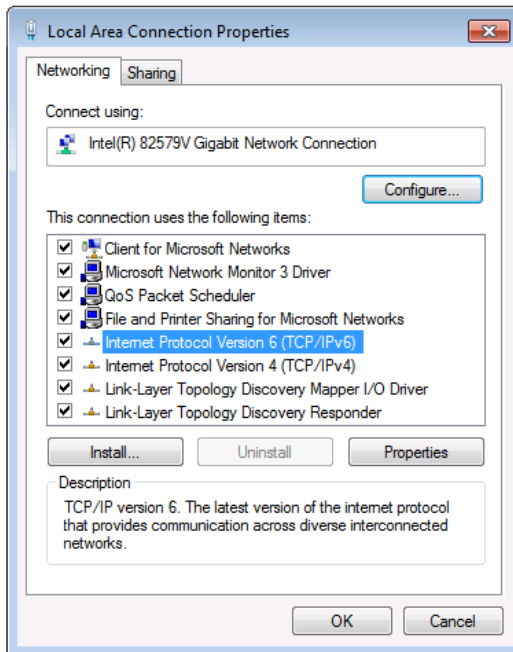 Local Area Connection Properties
Networking
Sharing
Connect using:
Intel(R) 82579V Gigabit Network Connection
Configure...
This connection uses the following items:
Client for Microsoft Networks
Microsoft Network Monitor 3 Driver
QoS Packet Scheduler
File and Printer Sharing for Microsoft Networks
Internet Protocol Version 6 (TCP/IPv6)
Internet Protocol Version 4 (TCP/IPv4)
Link-Layer Topology Discovery Mapper I/O Driver
Link-Layer Topology Discovery Responder
Install...
Uninstall
Properties
Description
TCP/IP version 6. The latest version of the internet protocol
that provides communication across diverse interconnected
networks.
OK
Cancel